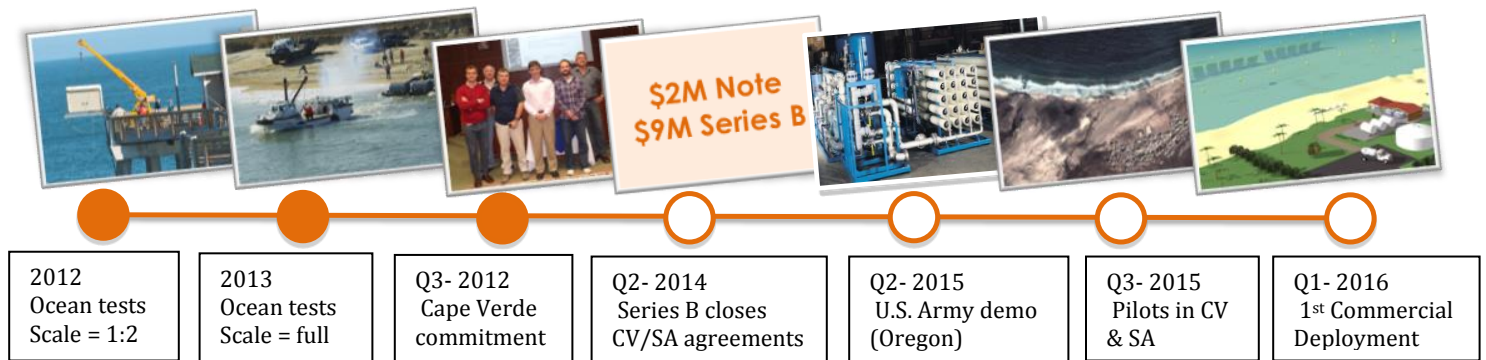 $2M Note
$9M Series B
2012
Ocean tests
Scale = 1:2
2013
Ocean tests
Scale = full
Q3- 2012
Cape Verde
commitment
Q2- 2014
Series B closes
CV/SA agreements
Q2- 2015
U.S. Army demo
(Oregon)
Q3- 2015
Pilots in CV
& SA
Q1- 2016
1st Commercial
Deployment